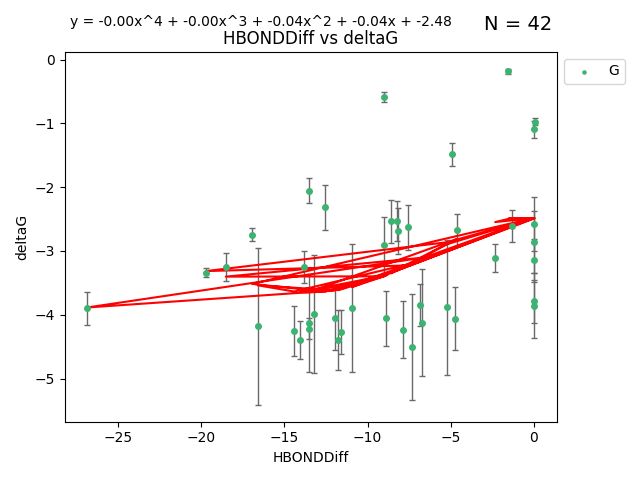 y = -0.00x^4 + -0.00x^3 + -0.04x^2 + -0.04x + -2.48
N = 42
HBONDDiff vs deltaG
G
0
−1
−2
−3
−4
−5
deltaG
−25 −20 −15 −10 −5 0
HBONDDiff